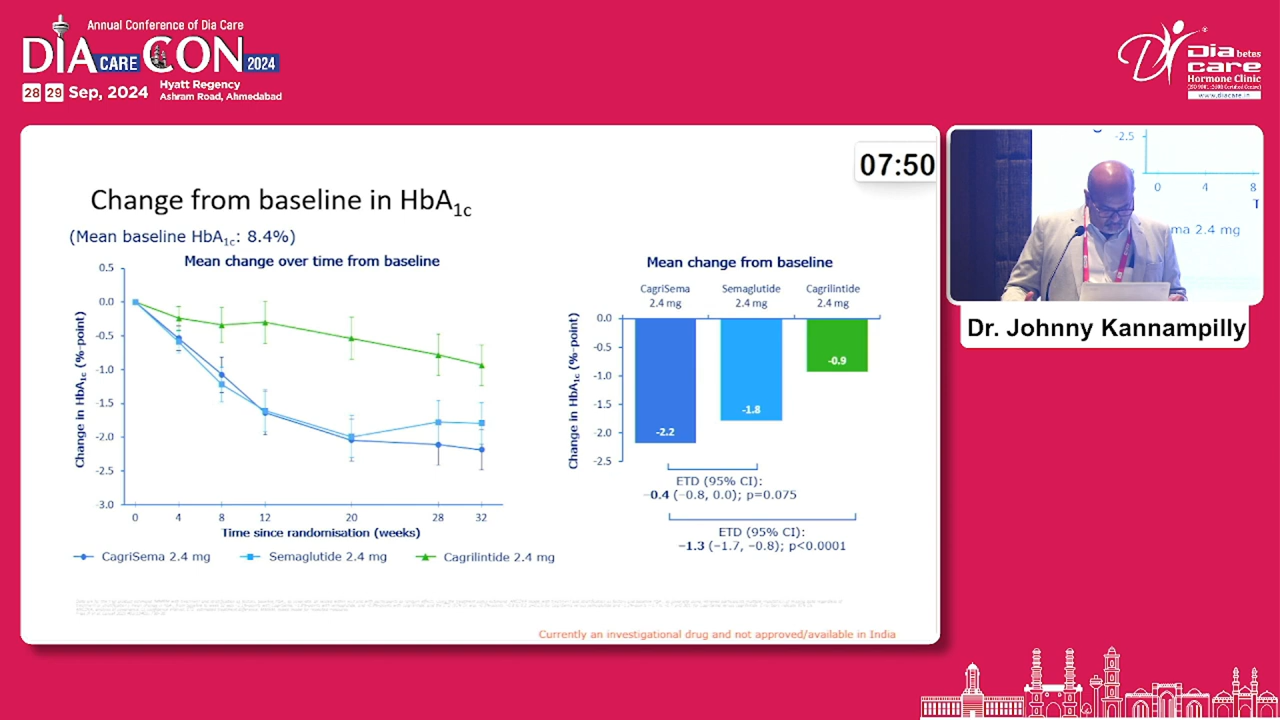 Annual Conference of Dia Care
DIA CARE CON 2024
28 29 Sep, 2024
Hyatt Regency
Ashram Road, Ahmedabad
Dia betes
care
Hormone Clinic
www.diacare.in
07:50
Change from baseline in HbA1c
(Mean baseline HbA1c: 8.4%)
Mean change over time from baseline
Change in HbA1c (%-point)
0.5
0.0
-0.5
-1.0
-1.5
-2.0
-2.5
-3.0
0 4 8 12 20 28 32
Time since randomisation (weeks)
CagriSema 2.4 mg Semaglutide 2.4 mg Cagrilintide 2.4 mg
Mean change from baseline
CagriSema 2.4 mg
Semaglutide 2.4 mg
Cagrilintide 2.4 mg
Change in HbA1c (%-point)
0.0
-0.5
-1.0
-1.5
-2.0
-2.5
-2.2
-1.8
-0.9
ETD (95% CI):
−0.4 (−0.8, 0.0); p=0.075
ETD (95% CI):
−1.3 (−1.7, −0.8); p<0.0001
Currently an investigational drug and not approved/available in India
-2.5
0 4 8
T
ma 2.4 mg
Dr. Johnny Kannampilly